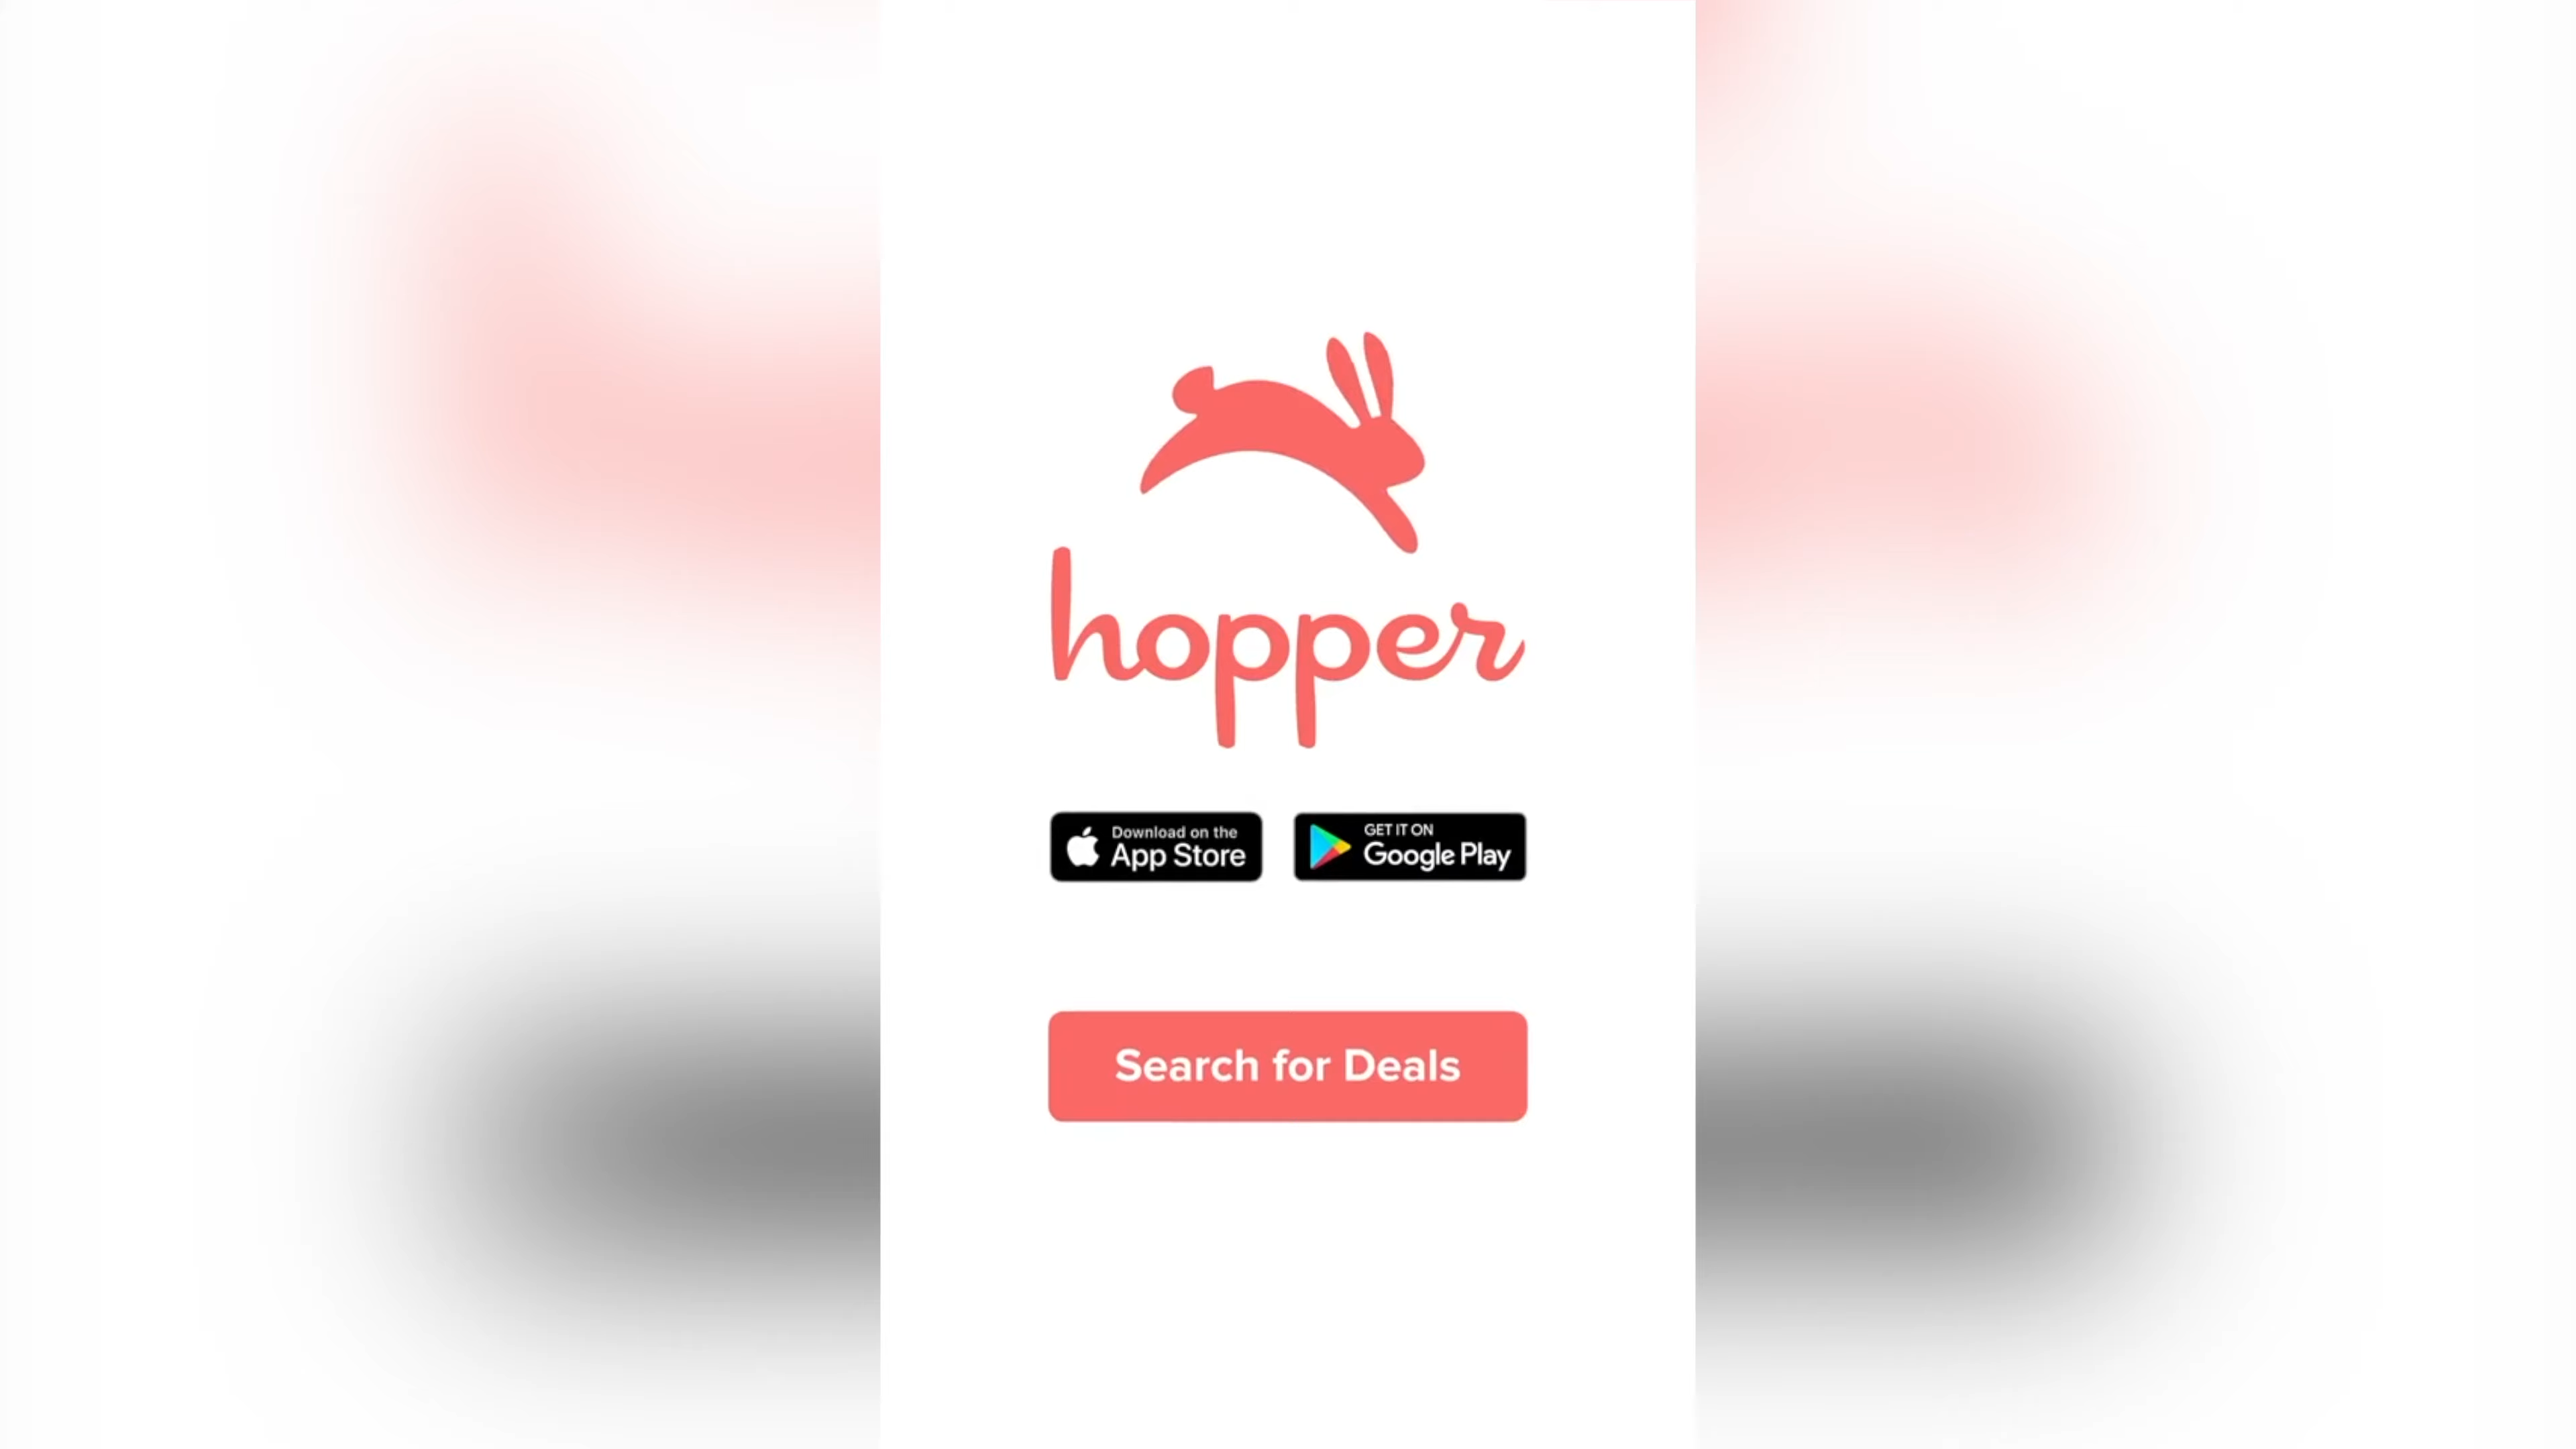 hopper
Download on the
App Store
GET IT ON
Google Play
Search for Deals